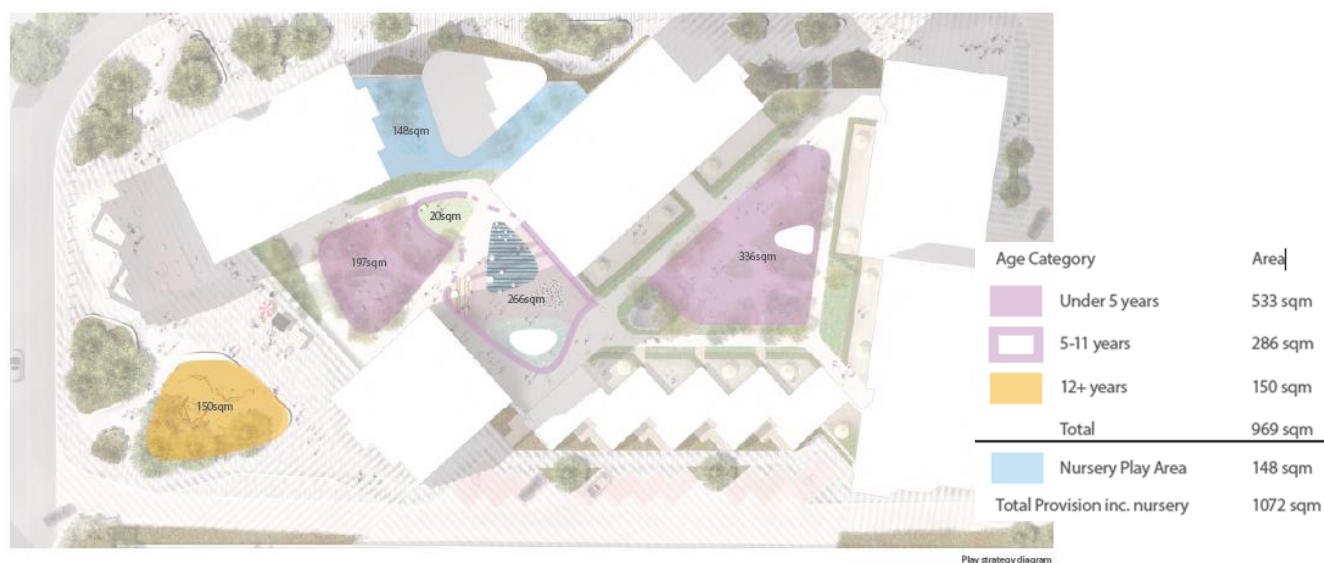 148sqm
20sqm
197sqm
336sqm
266sqm
150sqm
Age Category Area
Under 5 years 533 sqm
5-11 years 286 sqm
12+ years 150 sqm
Total 969 sqm
Nursery Play Area 148 sqm
Total Provision inc. nursery 1072 sqm
Play strategy diagram